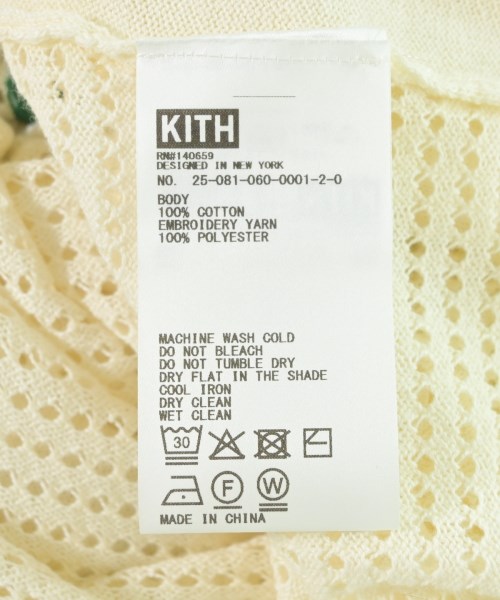 KITH
RN#140659
DESIGNED IN NEW YORK
NO. 25-081-060-0001-2-0
BODY
100% COTTON
EMBROIDERY YARN
100% POLYESTER
MACHINE WASH COLD
DO NOT BLEACH
DO NOT TUMBLE DRY
DRY FLAT IN THE SHADE
COOL IRON
DRY CLEAN
WET CLEAN
30
F W
MADE IN CHINA